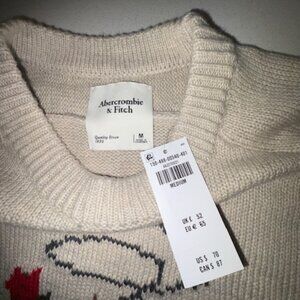 Abercrombie
& Fitch
Quality Since
1892
M
MEDIUM
UK £ 52
EU € 65
US $ 70
CAN $ 87